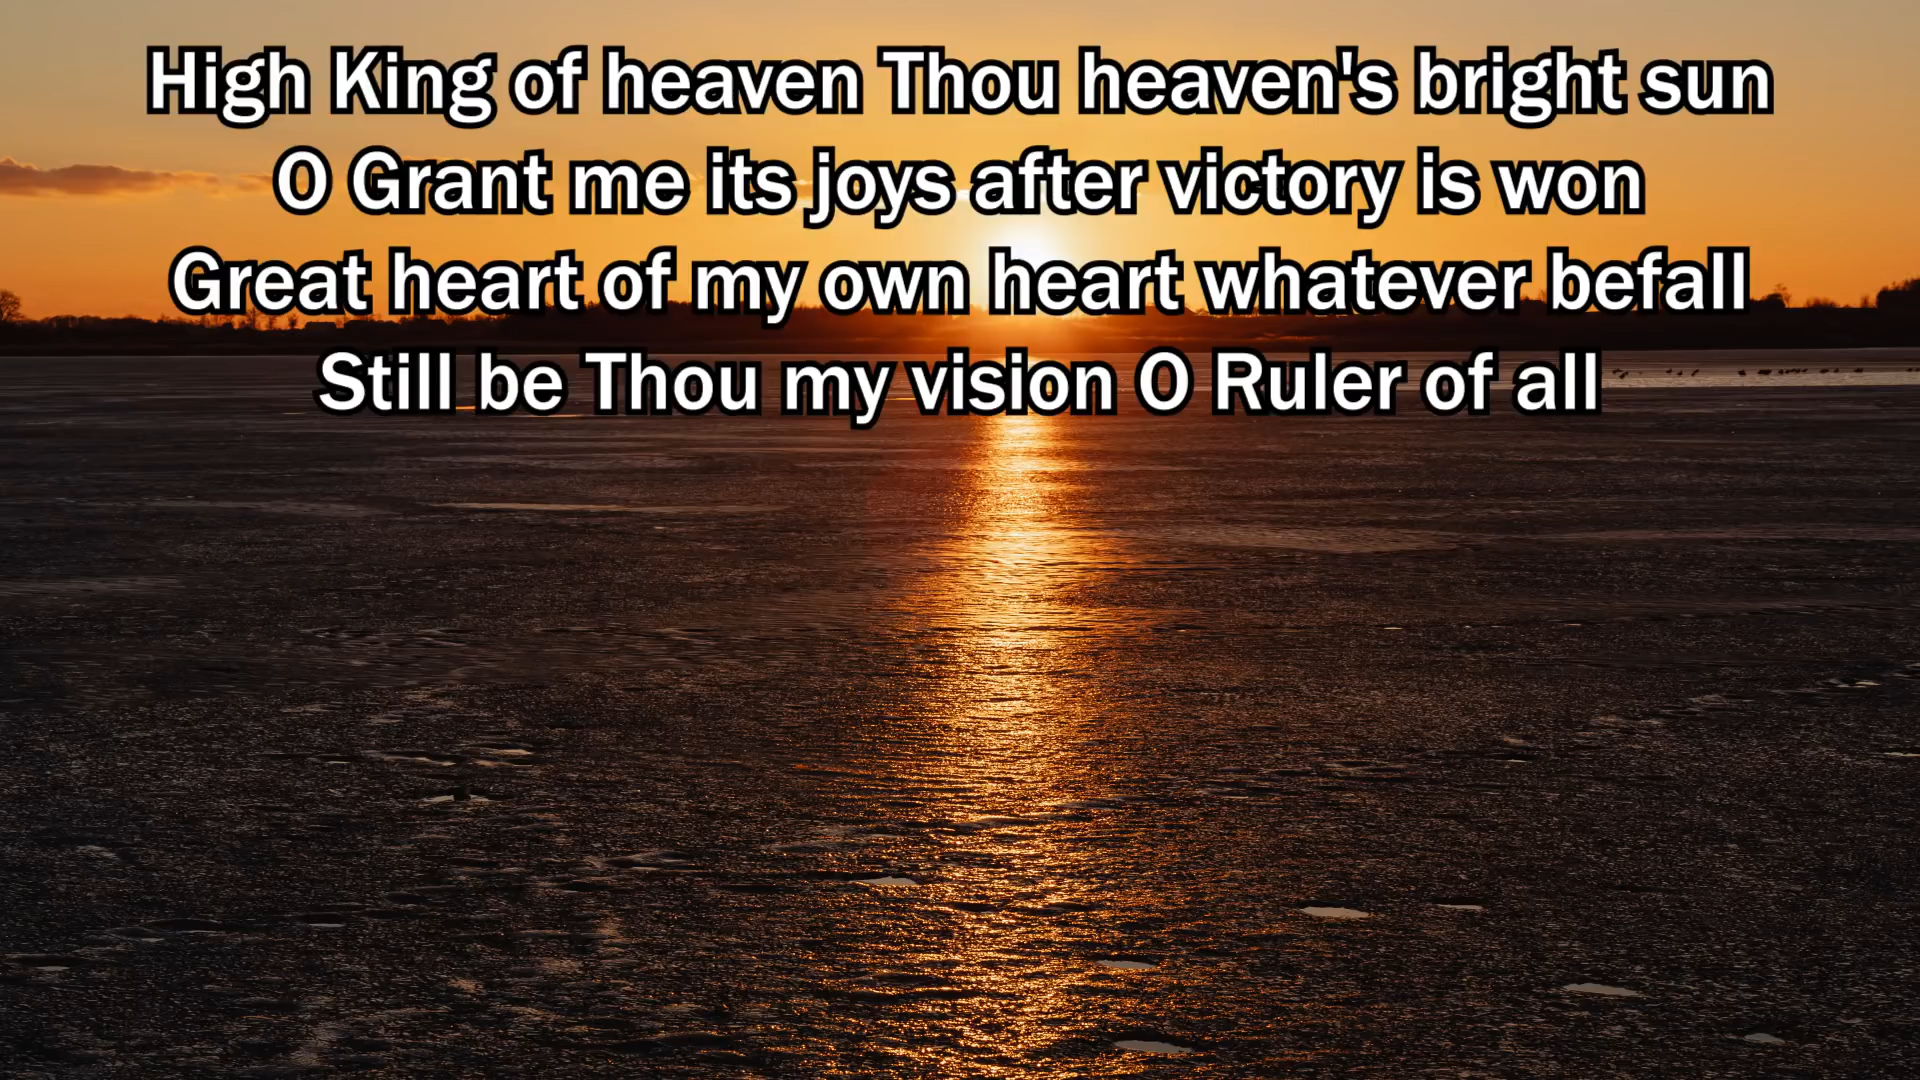 High King of heaven Thou heaven's bright sun
O Grant me its joys after victory is won
Great heart of my own heart whatever befall
Still be Thou my vision O Ruler of all